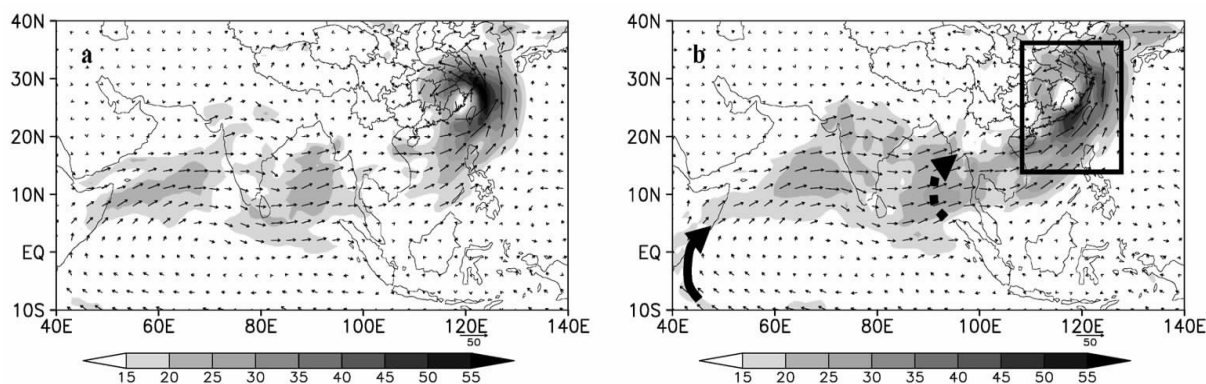 40N 40N
a b
30N 30N
20N 20N
10N 10N
EQ EQ
10S 10S
40E 60E 80E 100E 120E 140E 40E 60E 80E 100E 120E 140E
50 50
15 20 25 30 35 40 45 50 55 15 20 25 30 35 40 45 50 55